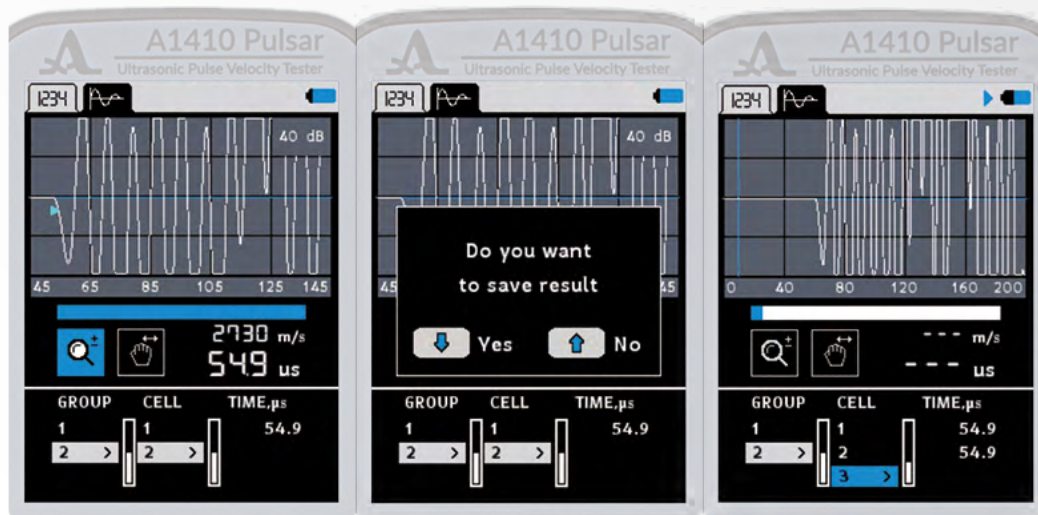 A1410 Pulsar
Ultrasonic Pulse Velocity Tester
1234
40 dB
45 65 85 105 125 145
2730 m/s
54.9 us
GROUP CELL TIME,µs
1 1 54.9
2 > 2 >
A1410 Pulsar
Ultrasonic Pulse Velocity Tester
1234
40 dB
Do you want
to save result
Yes No
45 145
GROUP CELL TIME,µs
1 1 54.9
2 > 2 >
A1410 Pulsar
Ultrasonic Pulse Velocity Tester
1234
0 40 80 120 160 200
--- m/s
--- us
GROUP CELL TIME,µs
1 1 54.9
2 > 2 54.9
3 >